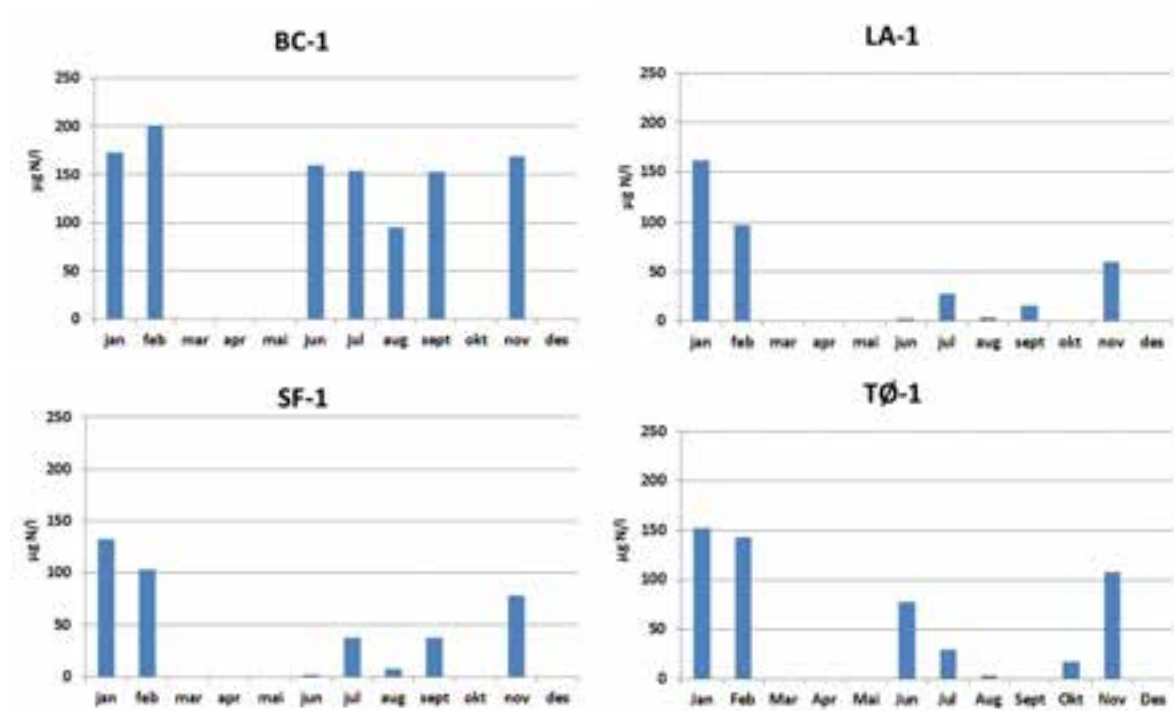 BC-1
µg N/l
250
200
150
100
50
0
jan feb mar apr mai jun jul aug sept okt nov des
LA-1
µg N/l
250
200
150
100
50
0
jan feb mar apr mai jun jul aug sept okt nov des
SF-1
µg N/l
250
200
150
100
50
0
jan feb mar apr mai jun jul aug sept okt nov des
TØ-1
µg N/l
250
200
150
100
50
0
Jan Feb Mar Apr Mai Jun Jul Aug Sept Okt Nov Des